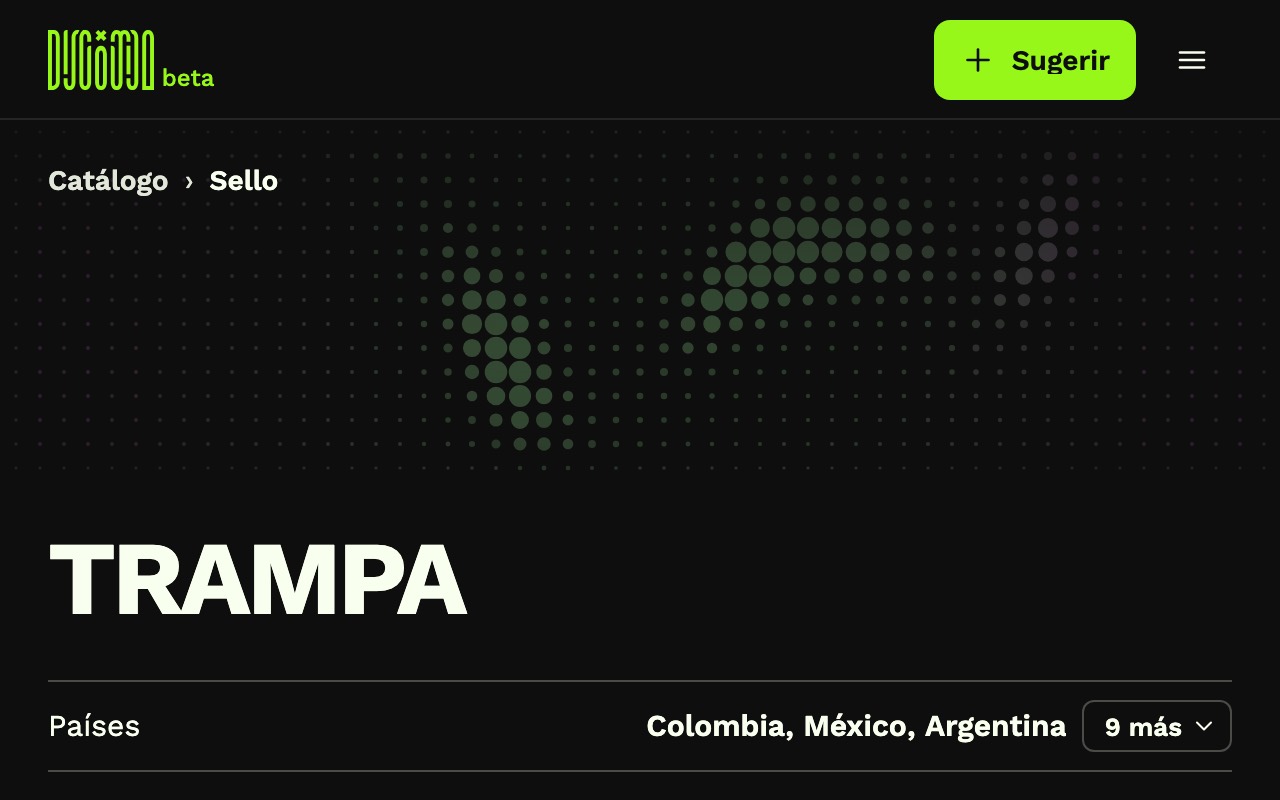 beta
Sugerir
Catálogo › Sello
TRAMPA
Países
Colombia, México, Argentina
9 más